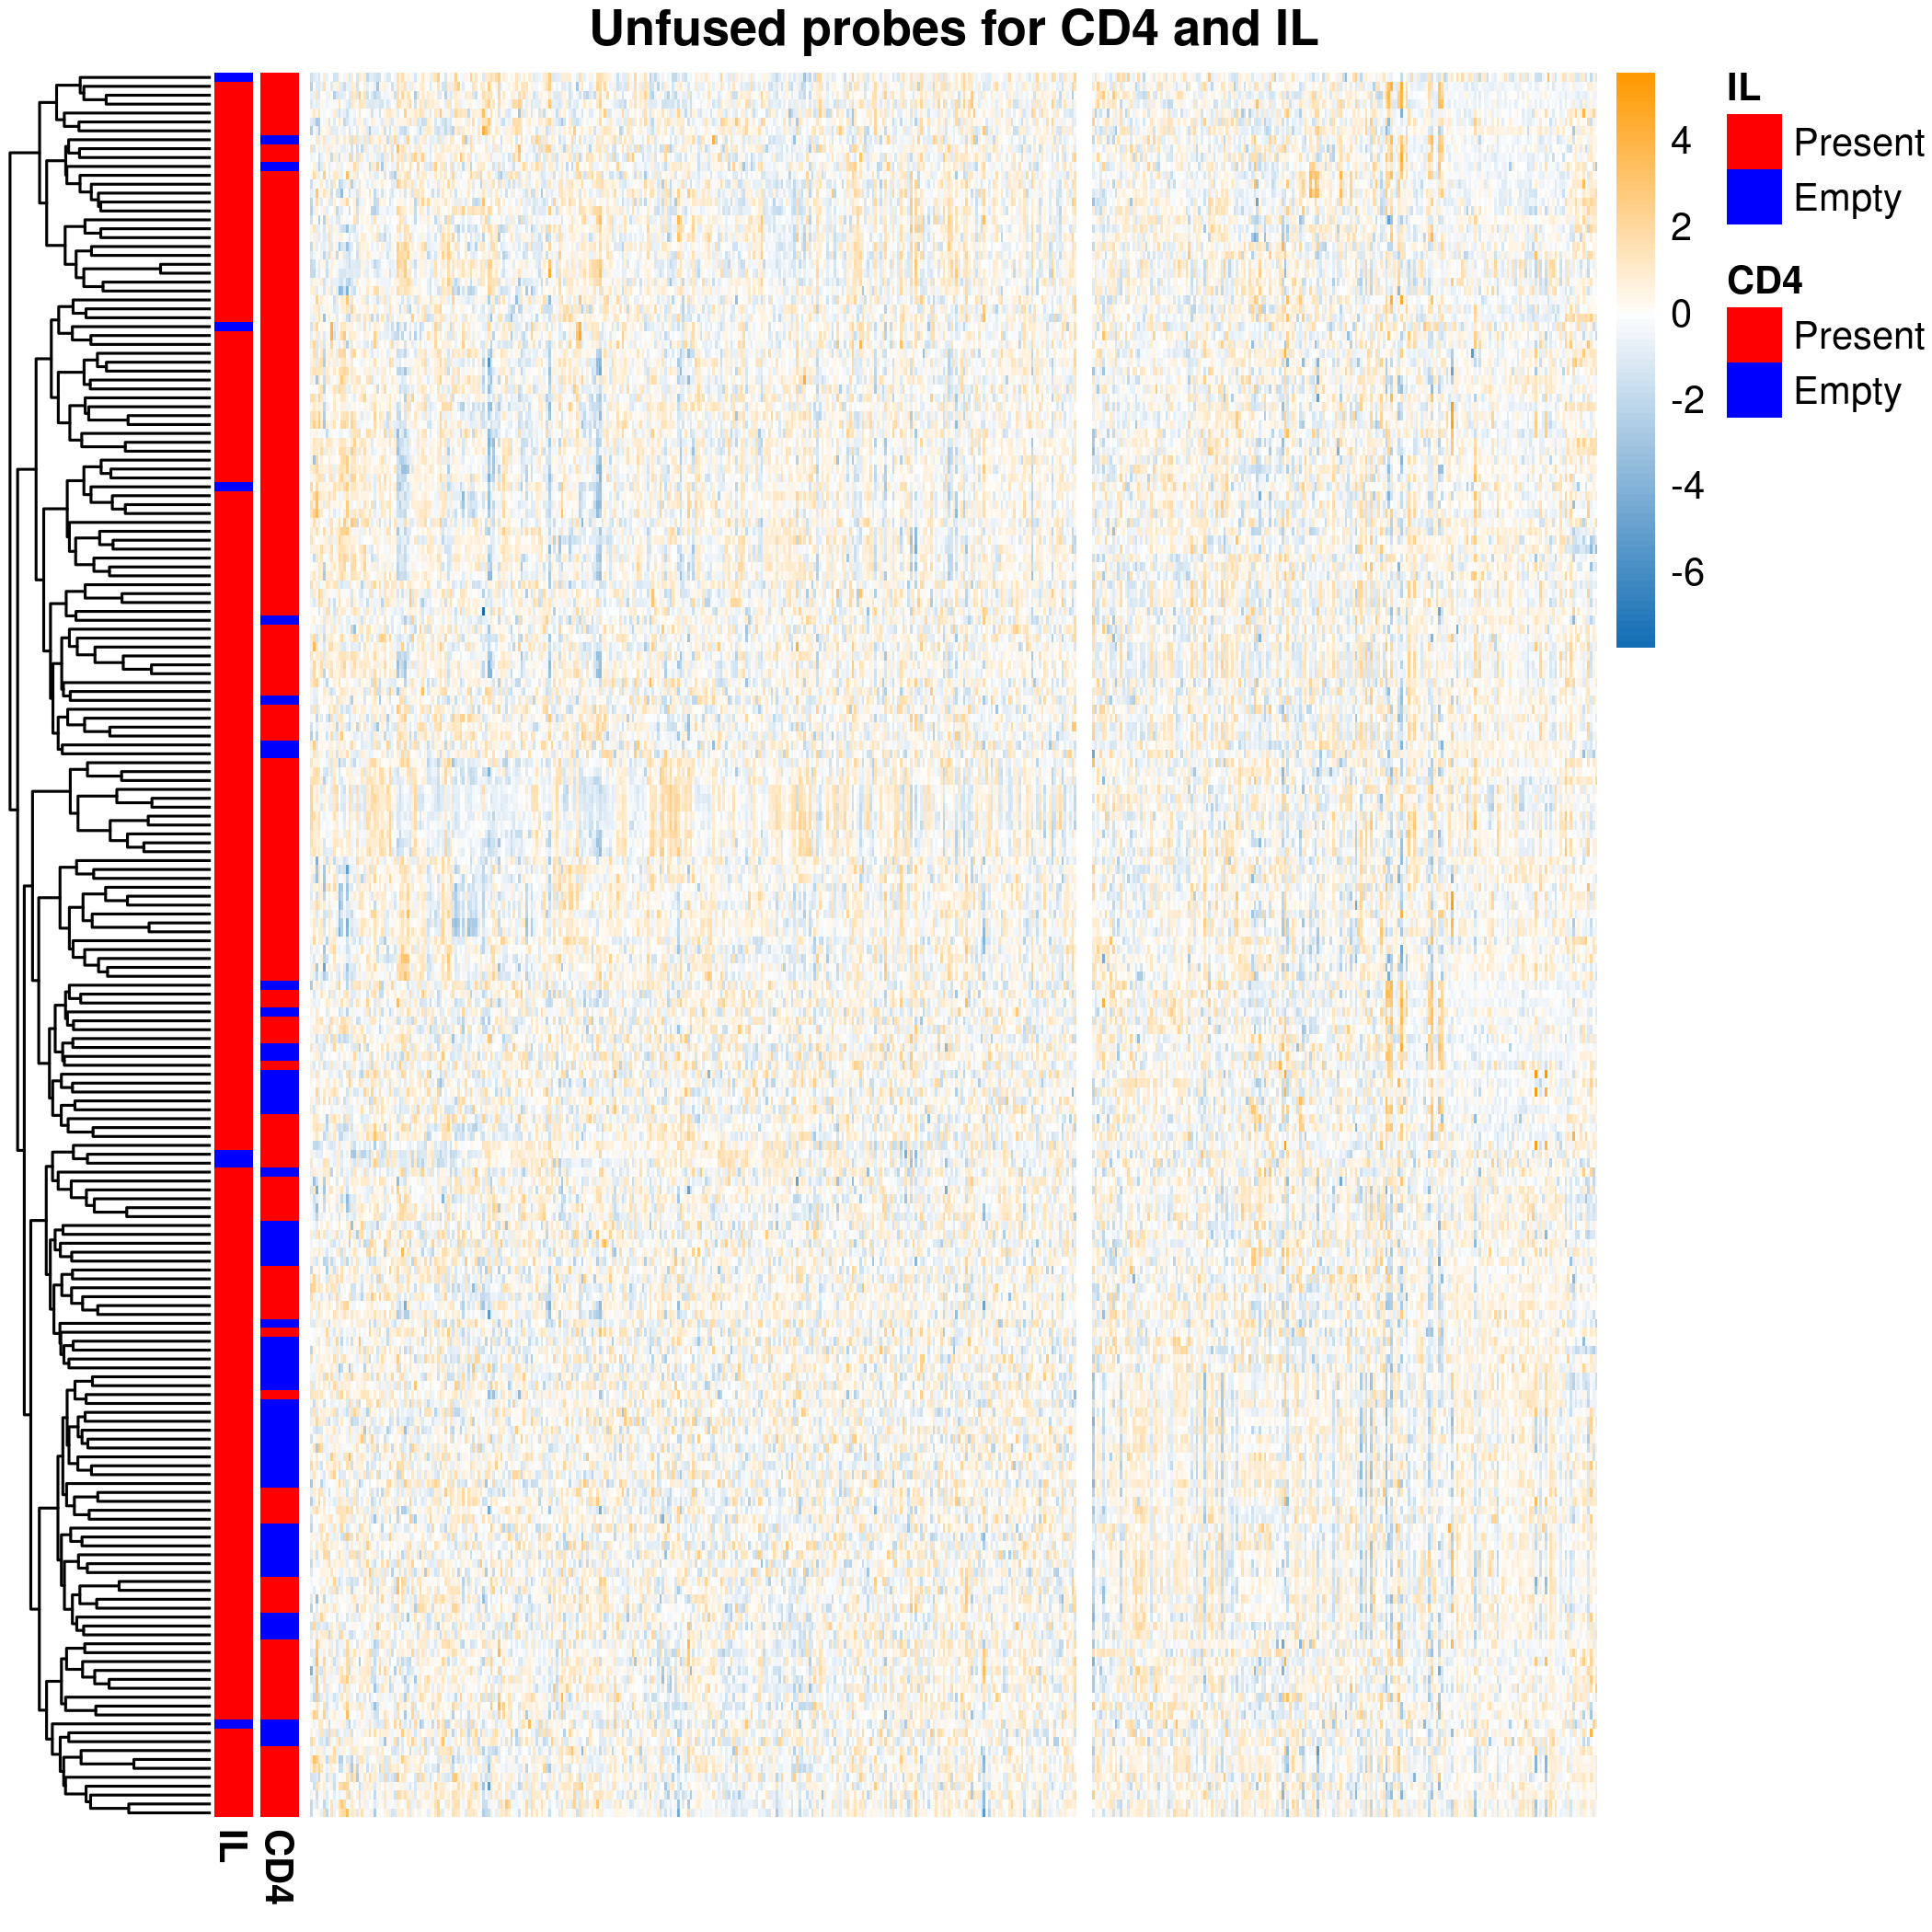 Unfused probes for CD4 and IL
4
2
0
-2
-4
-6
IL
Present
Empty
CD4
Present
Empty
IL
CD4